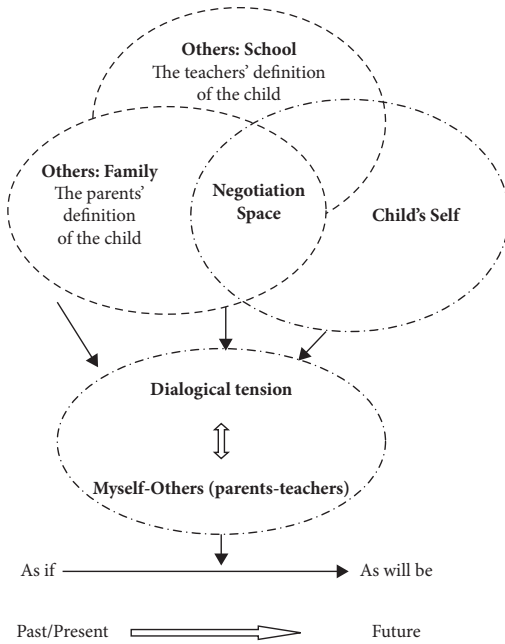 Others: School
The teachers’ definition
of the child
Others: Family
The parents’
definition
of the child
Negotiation
Space
Child’s Self
Dialogical tension
Myself-Others (parents-teachers)
As if
As will be
Past/Present
Future